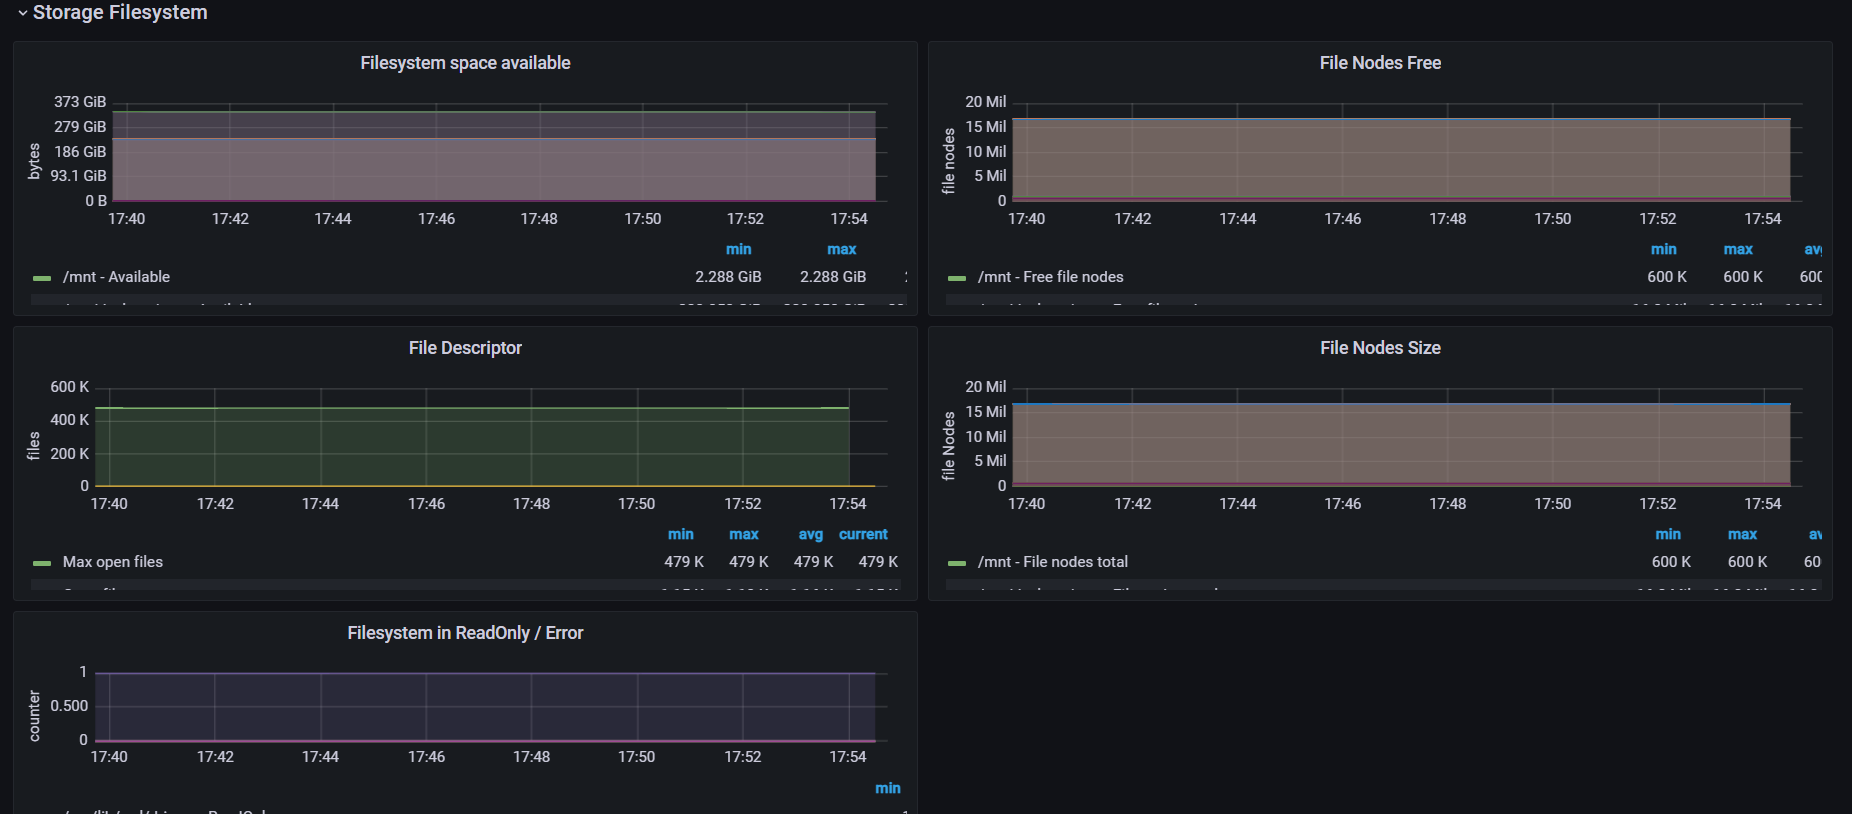 Storage Filesystem
Filesystem space available
bytes
373 GiB
279 GiB
186 GiB
93.1 GiB
0 B
17:40 17:42 17:44 17:46 17:48 17:50 17:52 17:54
min max
/mnt - Available 2.288 GiB 2.288 GiB
File Nodes Free
file nodes
20 Mil
15 Mil
10 Mil
5 Mil
0
17:40 17:42 17:44 17:46 17:48 17:50 17:52 17:54
min max
/mnt - Free file nodes 600 K 600 K 600
File Descriptor
files
600 K
400 K
200 K
0
17:40 17:42 17:44 17:46 17:48 17:50 17:52 17:54
min max avg current
Max open files 479 K 479 K 479 K 479 K
File Nodes Size
file Nodes
20 Mil
15 Mil
10 Mil
5 Mil
0
17:40 17:42 17:44 17:46 17:48 17:50 17:52 17:54
min max
/mnt - File nodes total 600 K 600 K 60
Filesystem in ReadOnly / Error
counter
1
0.500
0
17:40 17:42 17:44 17:46 17:48 17:50 17:52 17:54
min